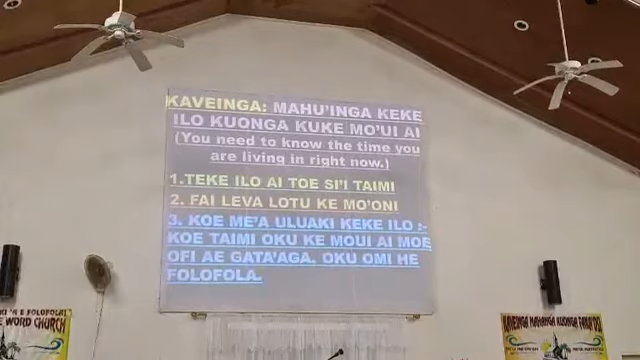 KAVEINGA: MAHU'INGA KEKE
ILO KUONGA KUKE MO'UI AI
(You need to know the time you
are living in right now.)
1.TEKE ILO AI TOE SI'I TAIMI
2. FAI LEVA LOTU KE MO'ONI
3. KOE ME'A ULUAKI KEKE ILO :-
KOE TAIMI OKU KE MOUI AI MOE
OFI AE GATA'AGA. OKU OMI HE
FOLOFOLA.
WORD CHURCH